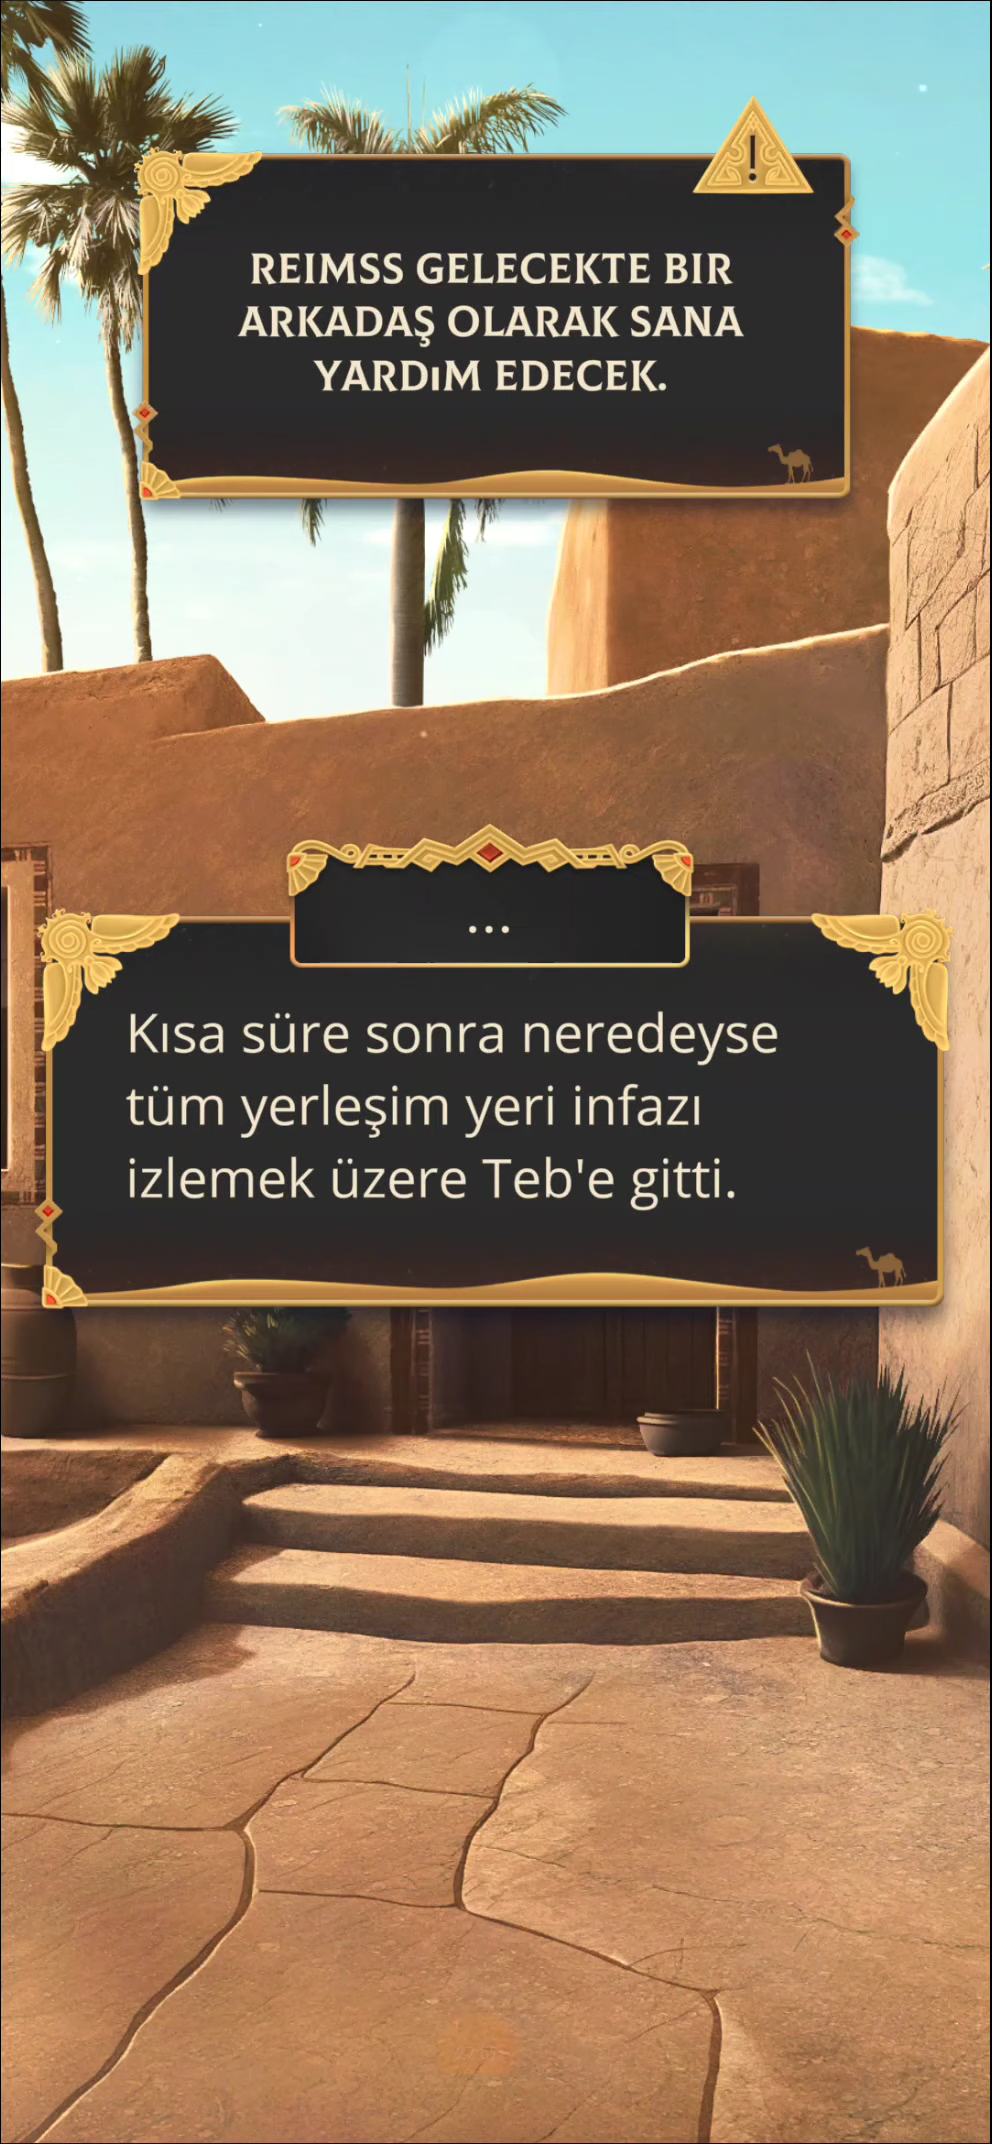 REIMSS GELECEKTE BIR
ARKADAŞ OLARAK SANA
YARDıM EDECEK.
...
Kısa süre sonra neredeyse
tüm yerleşim yeri infazı
izlemek üzere Teb'e gitti.